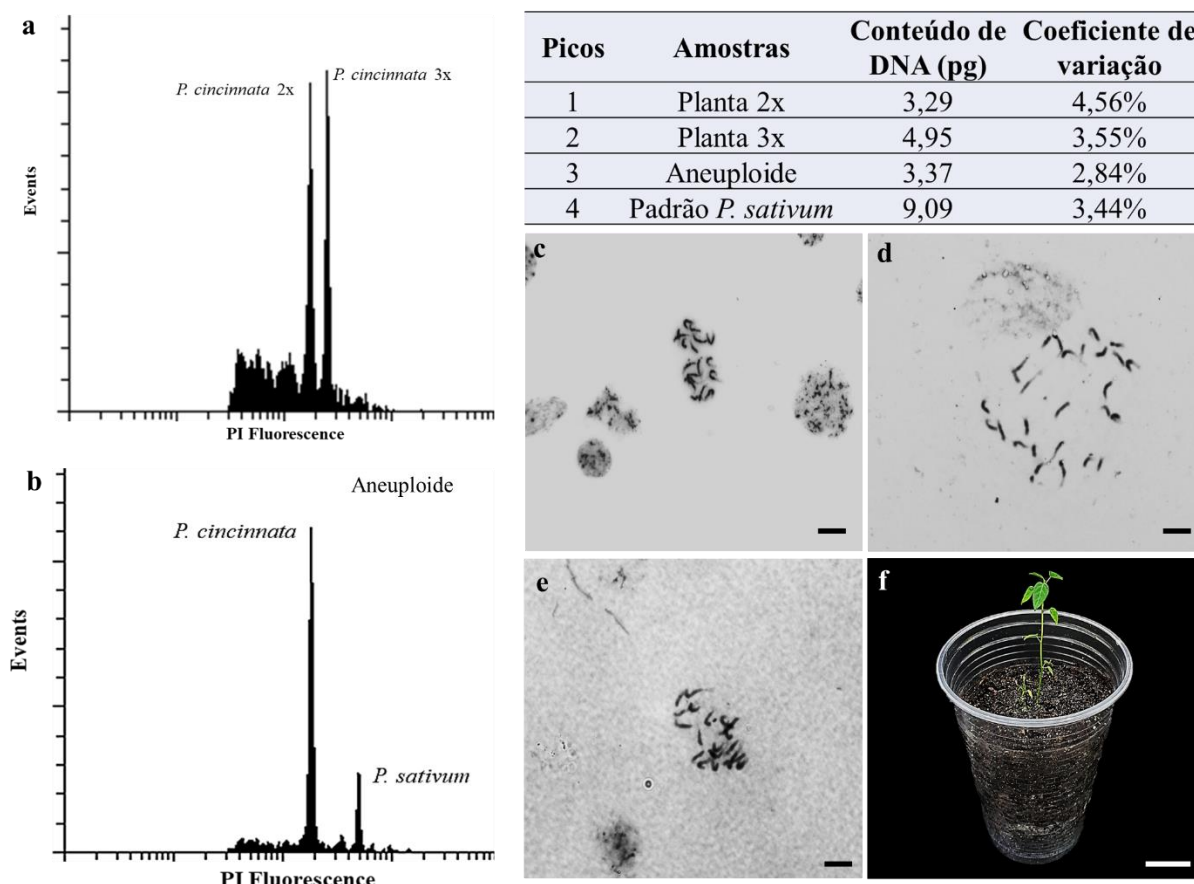 a
P. cincinnata 2x
P. cincinnata 3x
Events
PI Fluorescence
b
Aneuploide
P. cincinnata
P. sativum
Events
PI Fluorescence
Picos Amostras Conteúdo de DNA (pg) Coeficiente de variação
1 Planta 2x 3,29 4,56%
2 Planta 3x 4,95 3,55%
3 Aneuploide 3,37 2,84%
4 Padrão P. sativum 9,09 3,44%
c
d
e
f